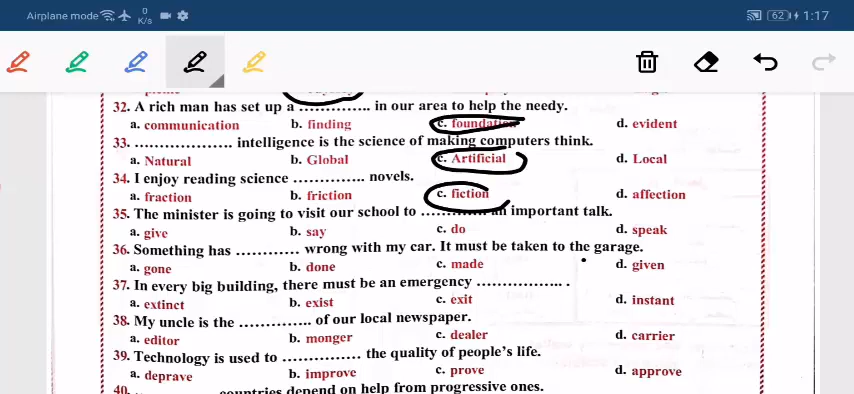 Airplane mode 0 K/s 62 1:17
32. A rich man has set up a ………….. in our area to help the needy.
a. communication b. finding c. foundation d. evident
33. ………………. intelligence is the science of making computers think.
a. Natural b. Global c. Artificial d. Local
34. I enjoy reading science …………. novels.
a. fraction b. friction c. fiction d. affection
35. The minister is going to visit our school to ………… an important talk.
a. give b. say c. do d. speak
36. Something has ………… wrong with my car. It must be taken to the garage.
a. gone b. done c. made d. given
37. In every big building, there must be an emergency …………….. .
a. extinct b. exist c. exit d. instant
38. My uncle is the ………….. of our local newspaper.
a. editor b. monger c. dealer d. carrier
39. Technology is used to …………… the quality of people's life.
a. deprave b. improve c. prove d. approve
40. ………… countries depend on help from progressive ones.